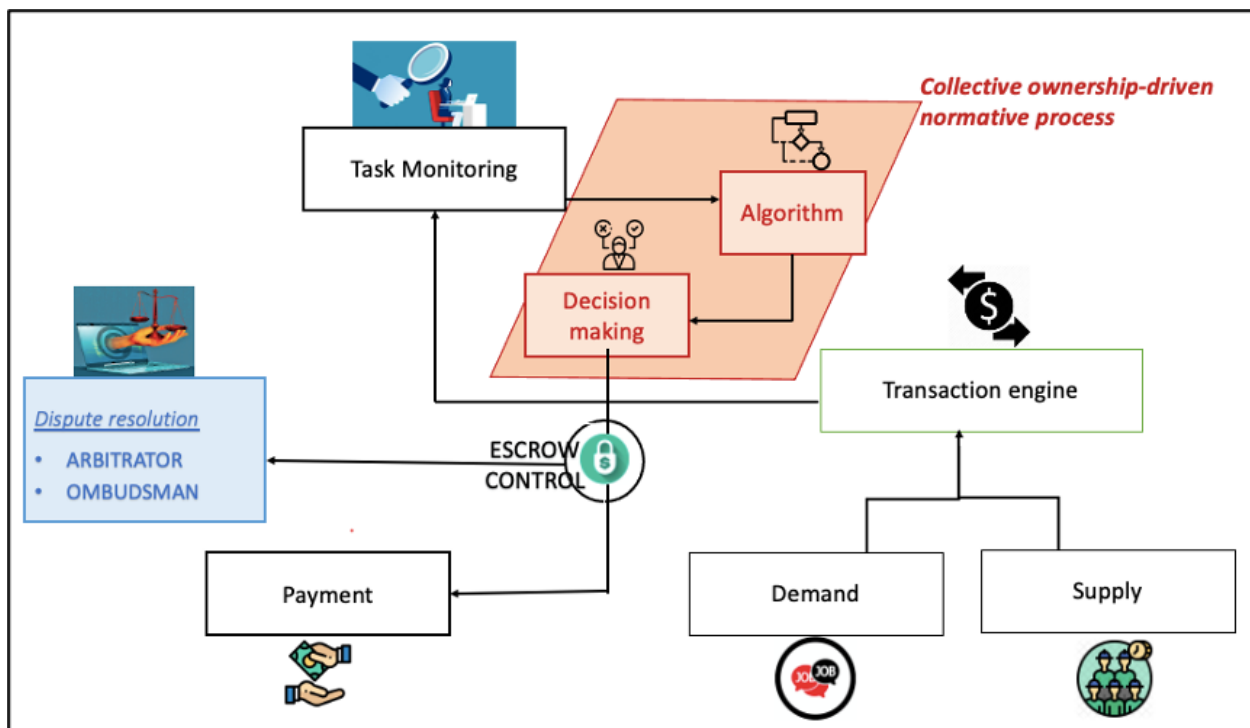 Collective ownership-driven
normative process
Task Monitoring
Algorithm
Decision
making
$
Transaction engine
Dispute resolution
• ARBITRATOR
• OMBUDSMAN
ESCROW
CONTROL
$
Payment
Demand
Supply
JOB
JOB